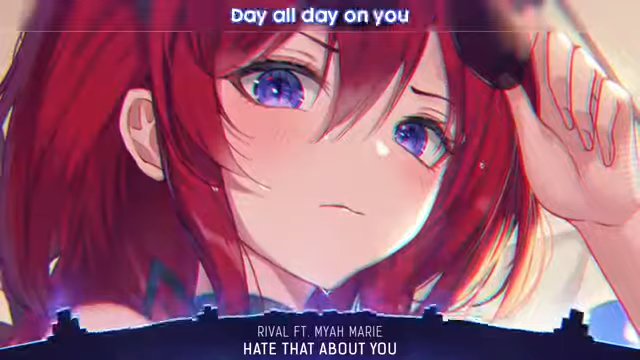 Day all day on you
RIVAL FT. MYAH MARIE
HATE THAT ABOUT YOU